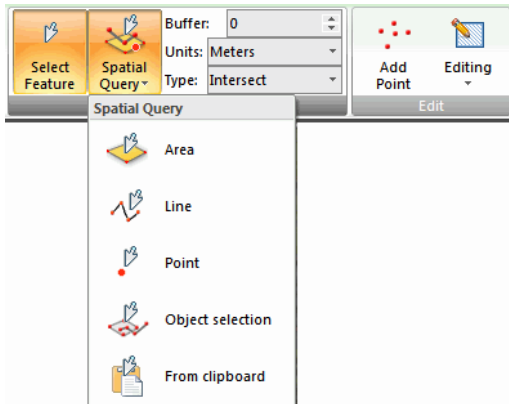 Select
Feature
Spatial
Query
Buffer: 0
Units: Meters
Type: Intersect
Add
Point
Editing
Edit
Spatial Query
Area
Line
Point
Object selection
From clipboard